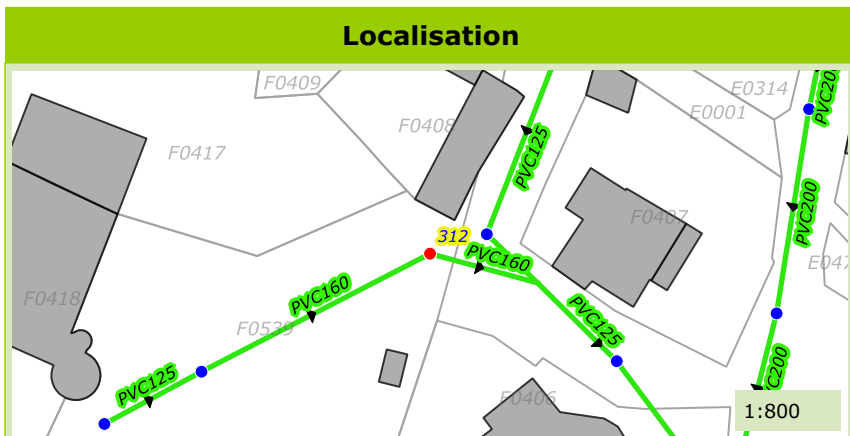 Localisation
F0409
E0314
PVC20
E0001
F0408
F0417
PVC125
PVC200
F0407
312
PVC160
E047
PVC160
F0418
F0539
PVC125
PVC125
C200
F0406
1:800